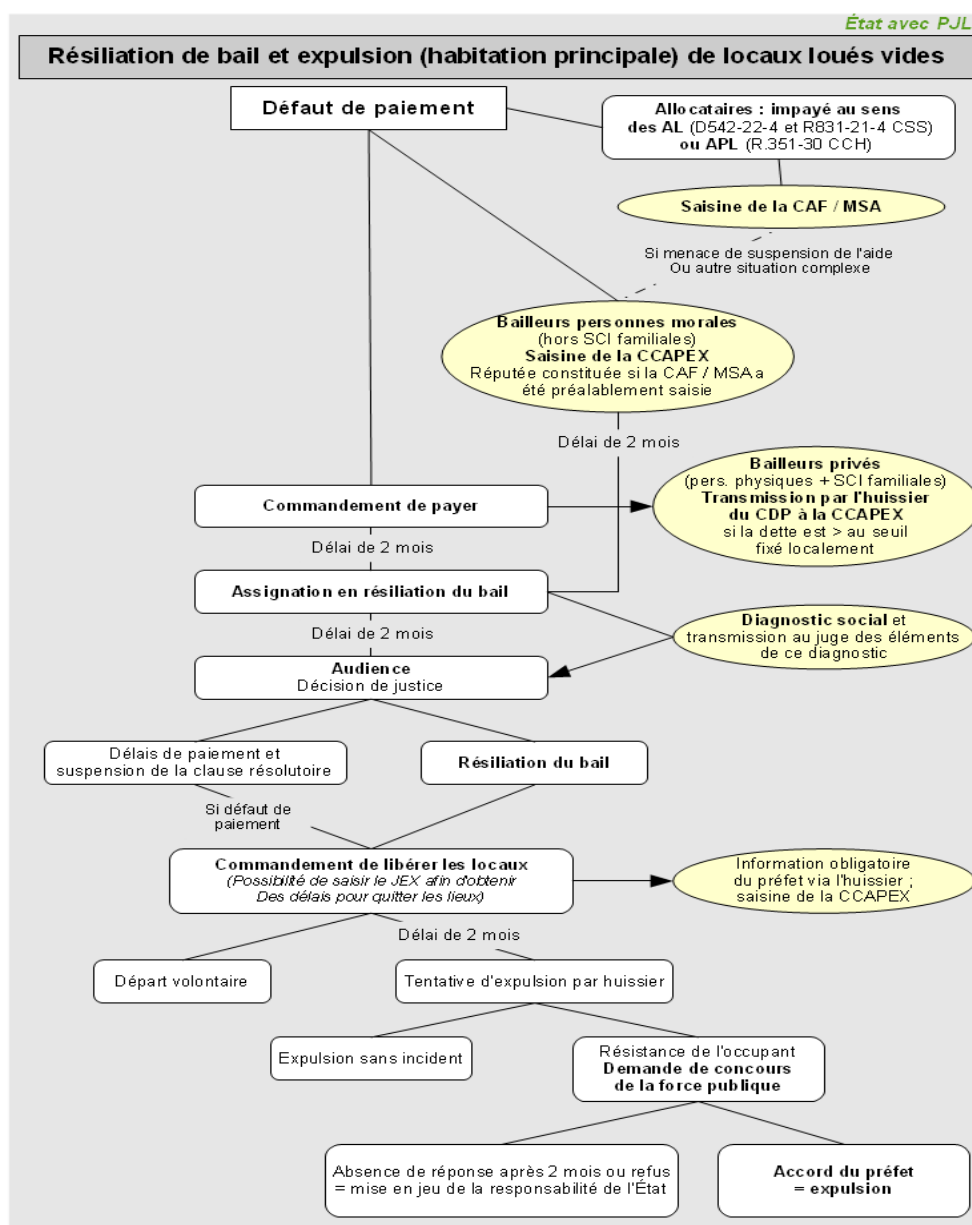 État avec PJL
Résiliation de bail et expulsion (habitation principale) de locaux loués vides
Défaut de paiement
Allocataires : impayé au sens
des AL (D542-22-4 et R831-21-4 CSS)
ou APL (R.351-30 CCH)
Saisine de la CAF / MSA
Si menace de suspension de l'aide
Ou autre situation complexe
Bailleurs personnes morales
(hors SCI familiales)
Saisine de la CCAPEX
Réputée constituée si la CAF / MSA a
été préalablement saisie
Délai de 2 mois
Bailleurs privés
(pers. physiques + SCI familiales)
Transmission par l'huissier
du CDP à la CCAPEX
si la dette est > au seuil
fixé localement
Commandement de payer
Délai de 2 mois
Assignation en résiliation du bail
Délai de 2 mois
Diagnostic social et
transmission au juge des éléments
de ce diagnostic
Audience
Décision de justice
Délais de paiement et
suspension de la clause résolutoire
Résiliation du bail
Si défaut de
paiement
Commandement de libérer les locaux
(Possibilité de saisir le JEX afin d'obtenir
Des délais pour quitter les lieux)
Information obligatoire
du préfet via l'huissier ;
saisine de la CCAPEX
Délai de 2 mois
Départ volontaire
Tentative d'expulsion par huissier
Expulsion sans incident
Résistance de l'occupant
Demande de concours
de la force publique
Absence de réponse après 2 mois ou refus
= mise en jeu de la responsabilité de l'État
Accord du préfet
= expulsion